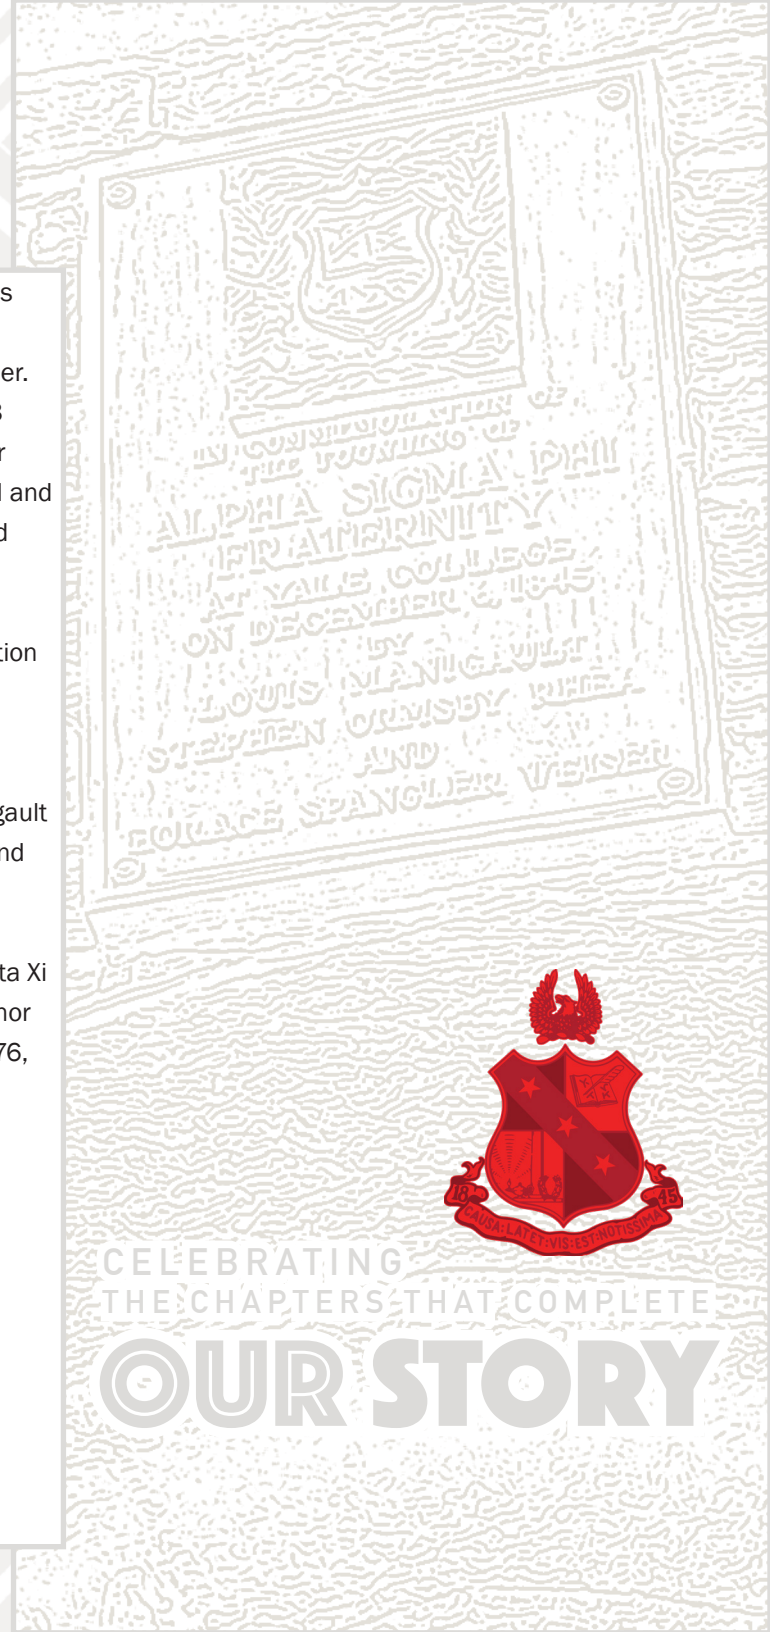 s
er.
3
r
l and
d
tion
gault
nd
ta Xi
nor
76,
IN COMMEMORATION OF
THE FOUNDING OF
ALPHA SIGMA PHI
FRATERNITY
AT YALE COLLEGE
ON DECEMBER 6, 1845
BY
LOUIS MANIGAULT
STEPHEN ORMSBY RHEA
AND
HORACE SPANGLER WEISER
18 45
CAUSA:LATET:VIS:EST:NOTISSIMA
CELEBRATING
THE CHAPTERS THAT COMPLETE
OUR STORY